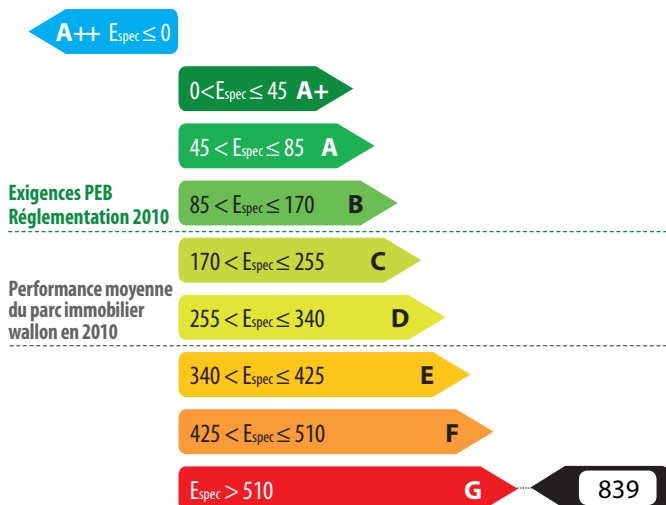 A++ Espec ≤ 0
0<Espec ≤ 45 A+
45 < Espec ≤ 85 A
Exigences PEB
Réglementation 2010
85 < Espec ≤ 170 B
170 < Espec ≤ 255 C
Performance moyenne
du parc immobilier
wallon en 2010
255 < Espec ≤ 340 D
340 < Espec ≤ 425 E
425 < Espec ≤ 510 F
Espec > 510 G 839